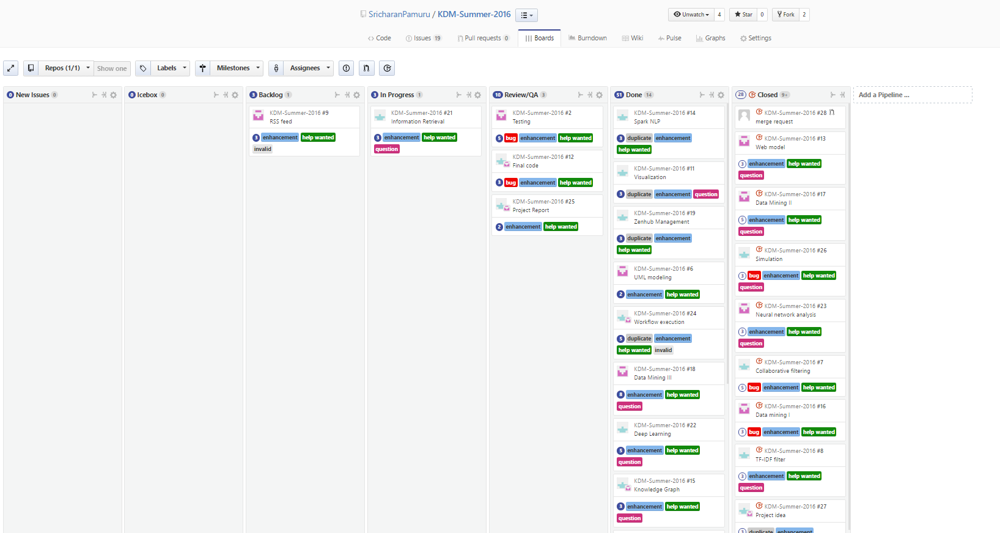 SricharanPamuru / KDM-Summer-2016
Unwatch 4 Star 0 Fork 2
Code Issues 19 Pull requests 0 Boards Burndown Wiki Pulse Graphs Settings
Repos (1/1) Show one Labels Milestones Assignees
0 New Issues 0
0 Icebox 0
3 Backlog 1
KDM-Summer-2016 #9
RSS feed
3 enhancement help wanted
invalid
3 In Progress 1
KDM-Summer-2016 #21
Information Retrieval
3 enhancement help wanted
question
10 Review/QA 3
KDM-Summer-2016 #2
Testing
5 bug enhancement help wanted
KDM-Summer-2016 #12
Final code
3 bug enhancement help wanted
KDM-Summer-2016 #25
Project Report
2 enhancement help wanted
51 Done 14
KDM-Summer-2016 #14
Spark NLP
3 duplicate enhancement
help wanted
KDM-Summer-2016 #11
Visualization
3 duplicate enhancement question
KDM-Summer-2016 #19
Zenhub Management
3 duplicate enhancement
help wanted
KDM-Summer-2016 #6
UML modeling
2 enhancement help wanted
KDM-Summer-2016 #24
Workflow execution
5 duplicate enhancement
help wanted invalid
KDM-Summer-2016 #18
Data Mining III
8 enhancement help wanted
question
KDM-Summer-2016 #22
Deep Learning
5 enhancement help wanted
question
KDM-Summer-2016 #15
Knowledge Graph
3 enhancement help wanted
question
28 Closed 9+
KDM-Summer-2016 #28
merge request
KDM-Summer-2016 #13
Web model
3 enhancement help wanted
question
KDM-Summer-2016 #17
Data Mining II
5 enhancement help wanted
question
KDM-Summer-2016 #26
Simulation
3 bug enhancement help wanted
question
KDM-Summer-2016 #23
Neural network analysis
3 enhancement help wanted
question
KDM-Summer-2016 #7
Collaborative filtering
5 bug enhancement help wanted
KDM-Summer-2016 #16
Data mining I
3 bug enhancement help wanted
KDM-Summer-2016 #8
TF-IDF filter
3 enhancement help wanted
question
KDM-Summer-2016 #27
Project idea
3 duplicate enhancement
Add a Pipeline ...